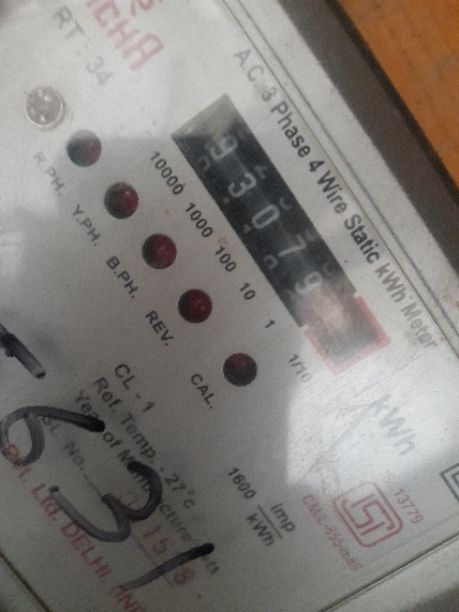 RT : 34
A.C. 3 Phase 4 Wire Static kWh Meter
93079
10000 1000 100 10 1 1/10
R.PH. Y.PH. B.PH. REV. CAL.
kWh
CL - 1
Ref. Temp. - 27°c
1600 imp
kWh
IS: 13779
631
Pvt. Ltd. DELHI